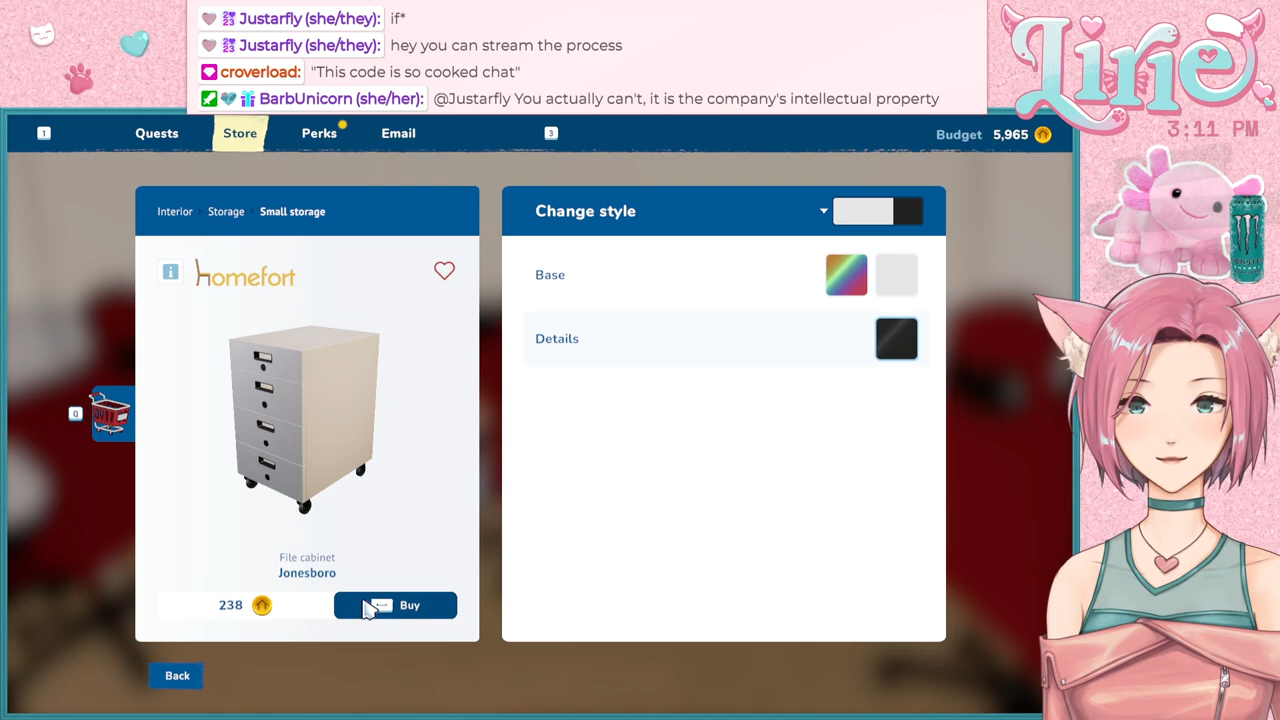 Justarfly (she/they): if*
Justarfly (she/they): hey you can stream the process
croverload: "This code is so cooked chat"
BarbUnicorn (she/her): @Justarfly You actually can't, it is the company's intellectual property
Lirie
3:11 PM
1 Quests Store Perks Email 3 Budget 5,965
Interior Storage Small storage
Change style
homefort
Base
Details
Q
File cabinet
Jonesboro
238 Buy
Back